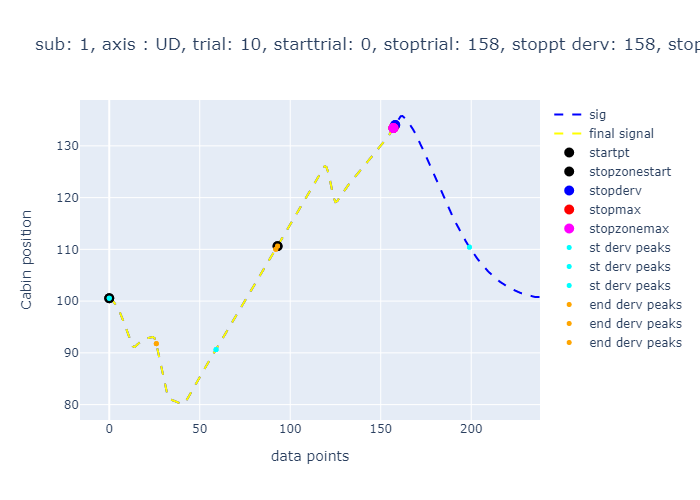 sub: 1, axis : UD, trial: 10, starttrial: 0, stoptrial: 158, stoppt derv: 158, stop
130
120
110
100
90
80
0
50
100
150
200
Cabin position
data points
sig
final signal
startpt
stopzonestart
stopderv
stopmax
stopzonemax
st derv peaks
st derv peaks
st derv peaks
end derv peaks
end derv peaks
end derv peaks